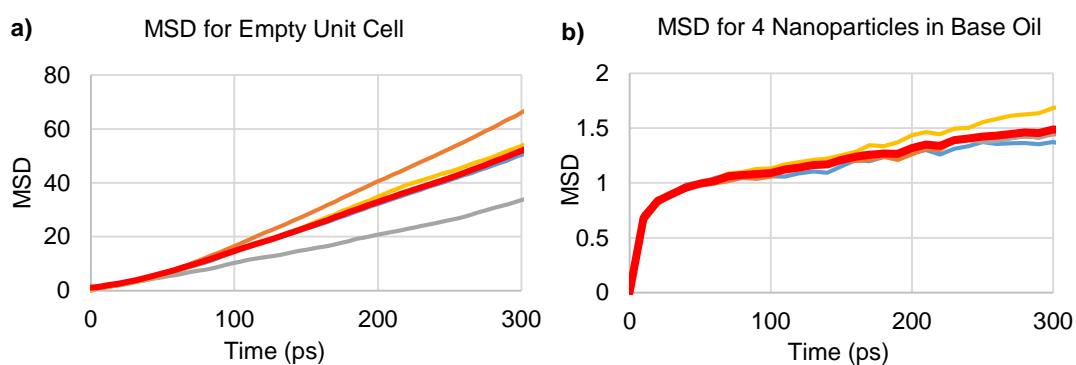 a)
MSD for Empty Unit Cell
80
60
40
20
0
MSD
0
100
200
300
Time (ps)
b)
MSD for 4 Nanoparticles in Base Oil
2
1.5
1
0.5
0
MSD
0
100
200
300
Time (ps)